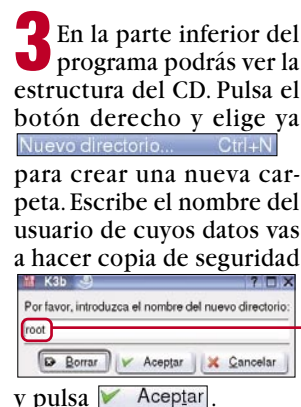 3 En la parte inferior del
programa podrás ver la
estructura del CD. Pulsa el
botón derecho y elige ya
Nuevo directorio... Ctrl+N
para crear una nueva car-
peta. Escribe el nombre del
usuario de cuyos datos vas
a hacer copia de seguridad
K3b
Por favor, introduzca el nombre del nuevo directorio:
root
Borrar Aceptar Cancelar
y pulsa Aceptar.